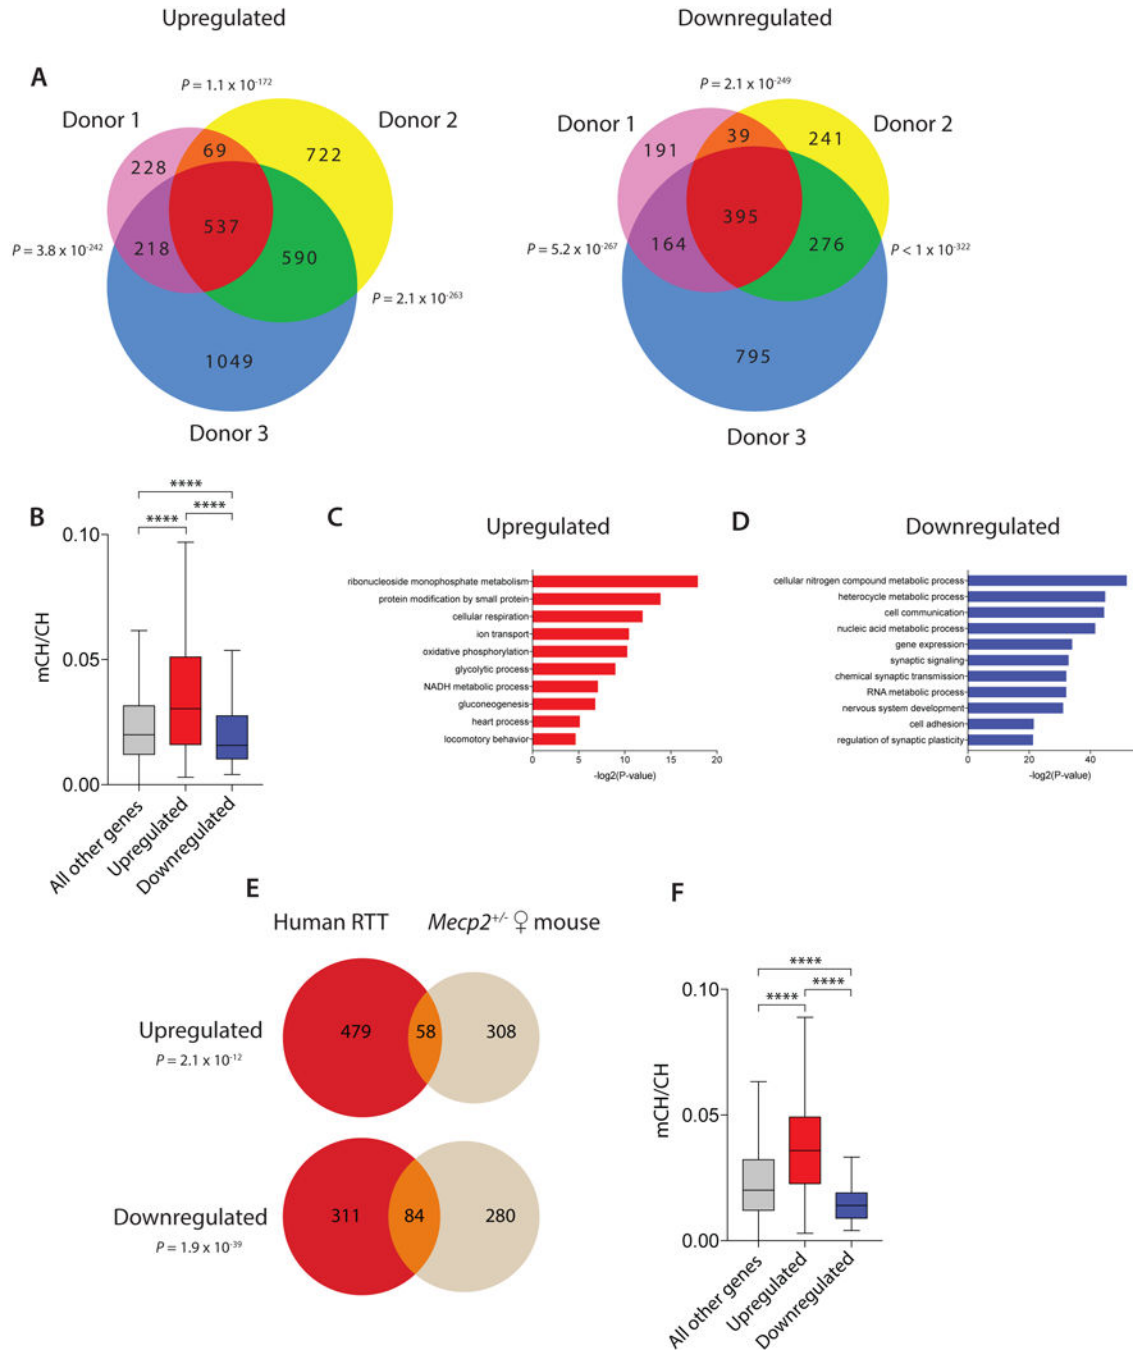 Upregulated
Downregulated
A
P = 1.1 x 10-172
Donor 1
Donor 2
228
69
722
537
218
590
P = 3.8 x 10-242
P = 2.1 x 10-263
1049
Donor 3
P = 2.1 x 10-249
Donor 1
Donor 2
191
39
241
395
164
276
P = 5.2 x 10-267
P < 1 x 10-322
795
Donor 3
B
****
**** ****
0.10
0.05
0.00
mCH/CH
All other genes
Upregulated
Downregulated
C
Upregulated
ribonucleoside monophosphate metabolism
protein modification by small protein
cellular respiration
ion transport
oxidative phosphorylation
glycolytic process
NADH metabolic process
gluconeogenesis
heart process
locomotory behavior
0 5 10 15 20
-log2(P-value)
D
Downregulated
cellular nitrogen compound metabolic process
heterocycle metabolic process
cell communication
nucleic acid metabolic process
gene expression
synaptic signaling
chemical synaptic transmission
RNA metabolic process
nervous system development
cell adhesion
regulation of synaptic plasticity
0 20 40
-log2(P-value)
E
Human RTT
Mecp2+/- ♀ mouse
Upregulated
P = 2.1 x 10-12
479 58 308
Downregulated
P = 1.9 x 10-39
311 84 280
F
****
**** ****
0.10
0.05
0.00
mCH/CH
All other genes
Upregulated
Downregulated